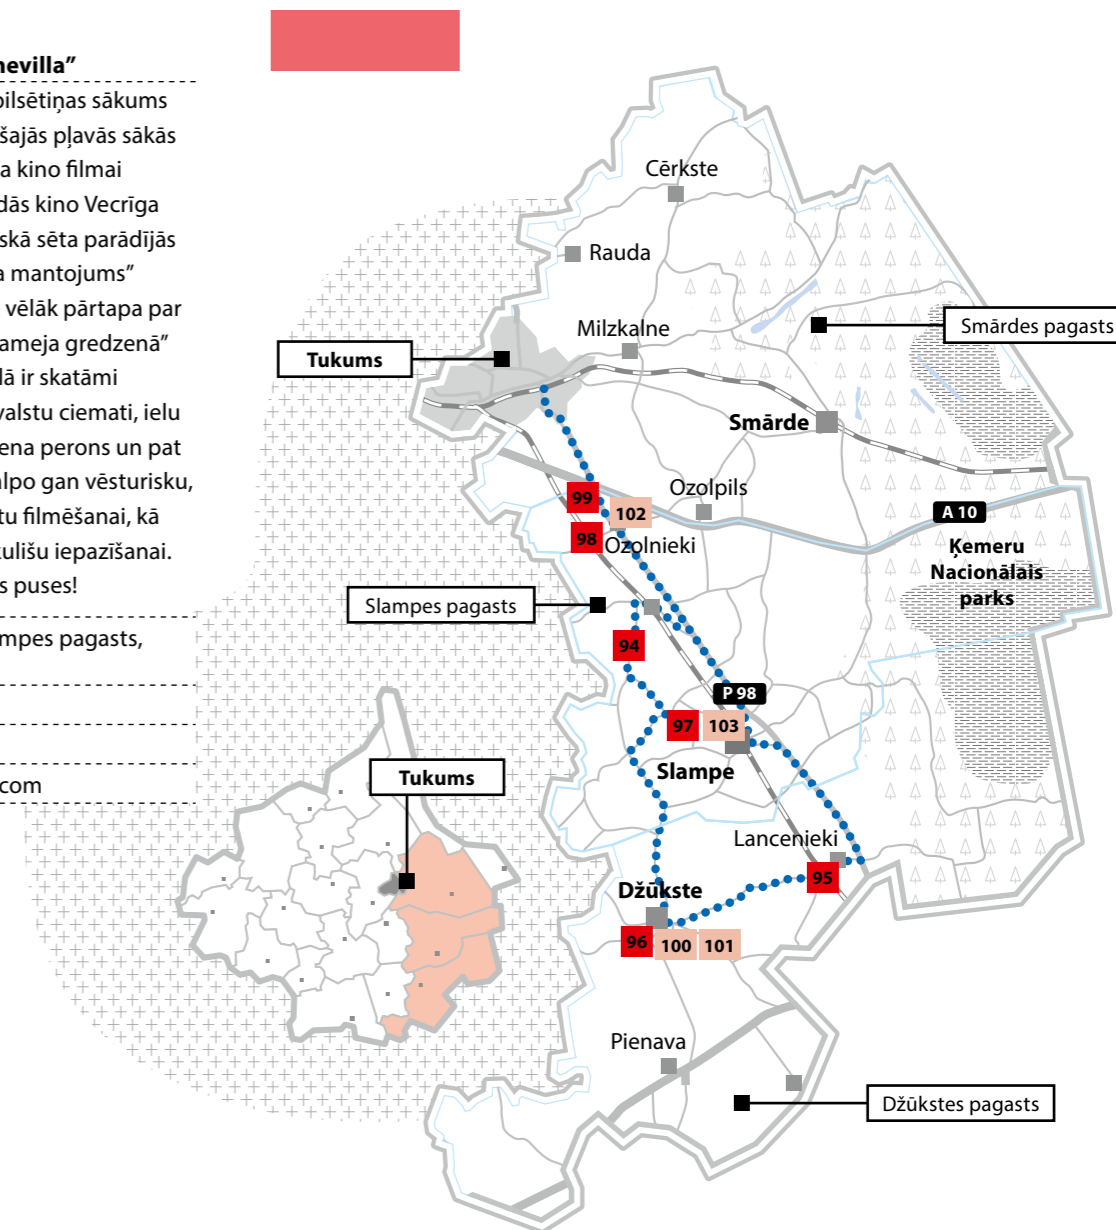 nevilla”
pilsētiņas sākums
šajās pļavās sākās
a kino filmai
dās kino Vecrīga
skā sēta parādījās
a mantojums”
vēlāk pārtapa par
ameja gredzenā”
lā ir skatāmi
valstu ciemati, ielu
ena perons un pat
alpo gan vēsturisku,
tu filmēšanai, kā
kulišu iepazīšanai.
s puses!
mpes pagasts,
com
Cērkste
Rauda
Milzkalne
Smārdes pagasts
Tukums
Smārde
Ozolpils
99
102
A 10
98
Ozolnieki
Ķemeru
Nacionālais
parks
Slampes pagasts
94
P 98
97
103
Slampe
Tukums
Lancenieki
95
Džūkste
96
100
101
Pienava
Džūkstes pagasts